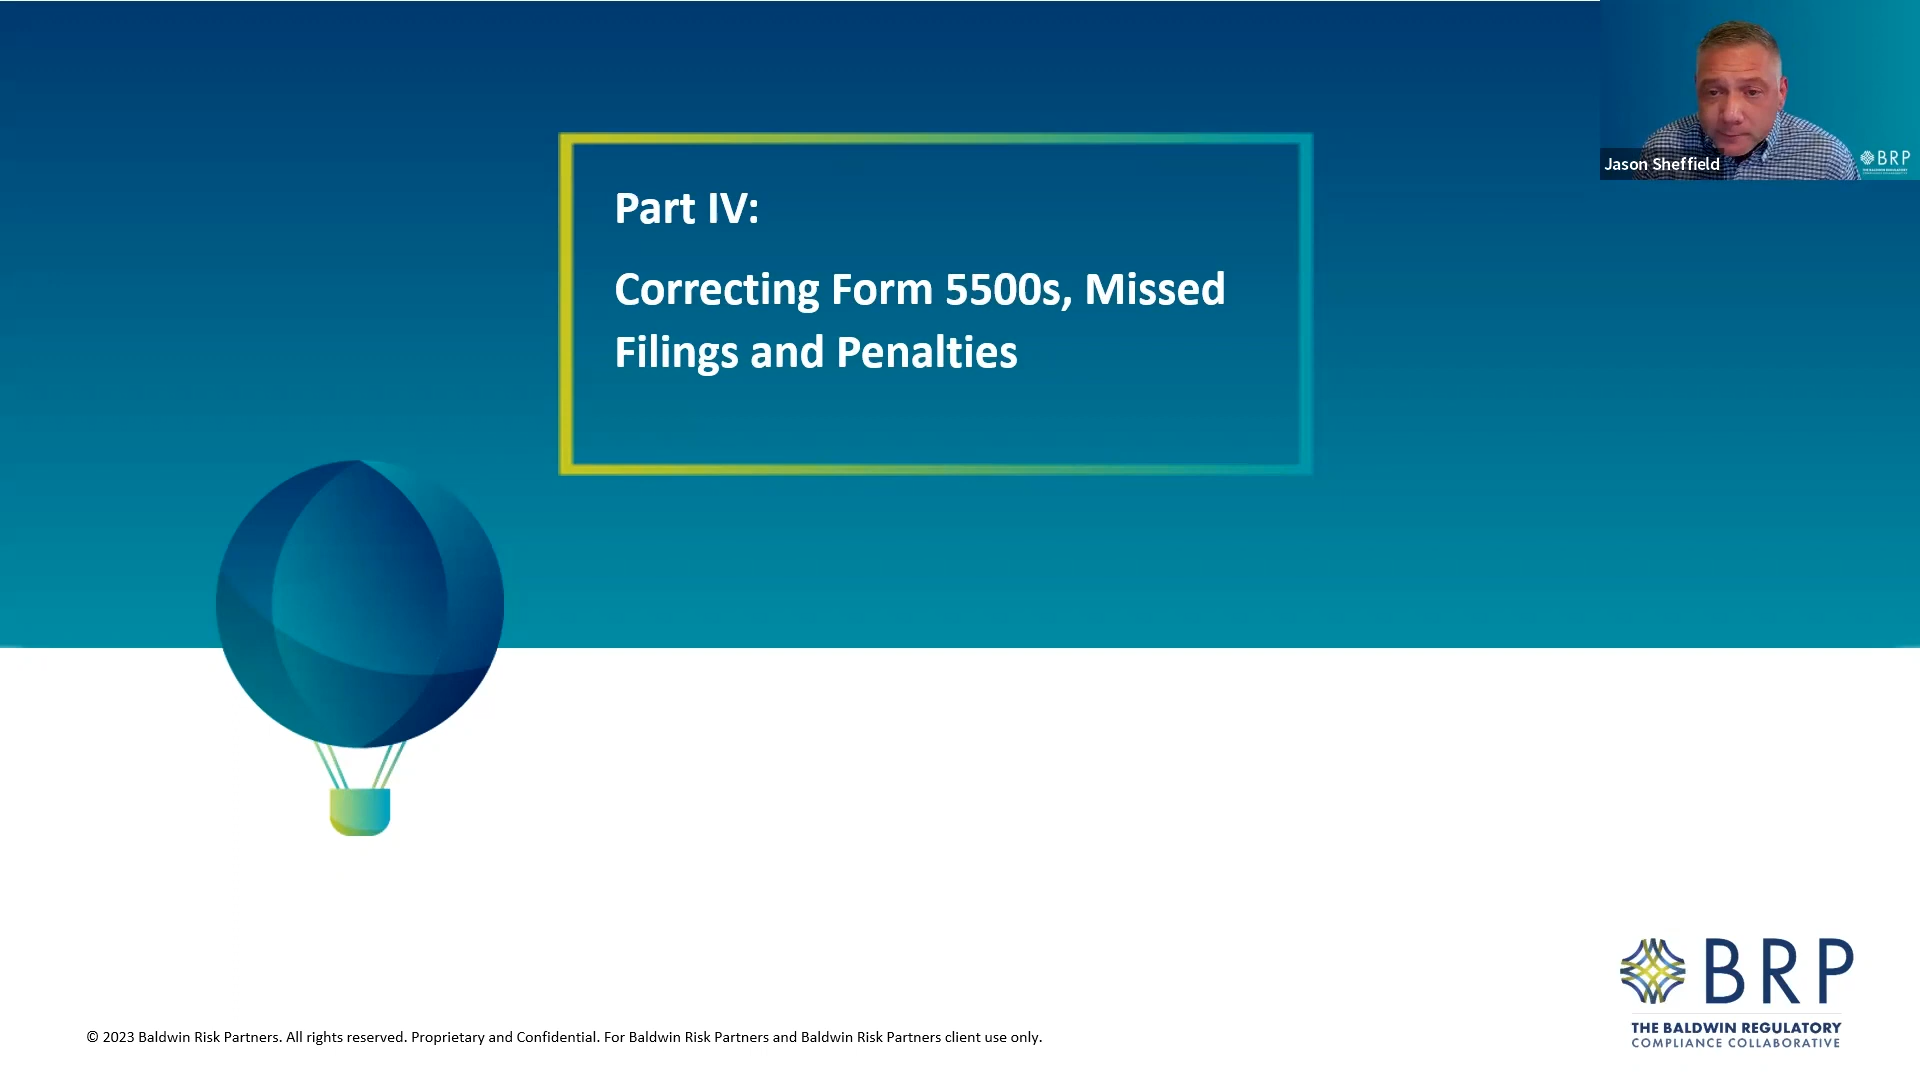 Part IV:
Correcting Form 5500s, Missed
Filings and Penalties
Jason Sheffield
BRP
© 2023 Baldwin Risk Partners. All rights reserved. Proprietary and Confidential. For Baldwin Risk Partners and Baldwin Risk Partners client use only.
BRP
THE BALDWIN REGULATORY
COMPLIANCE COLLABORATIVE